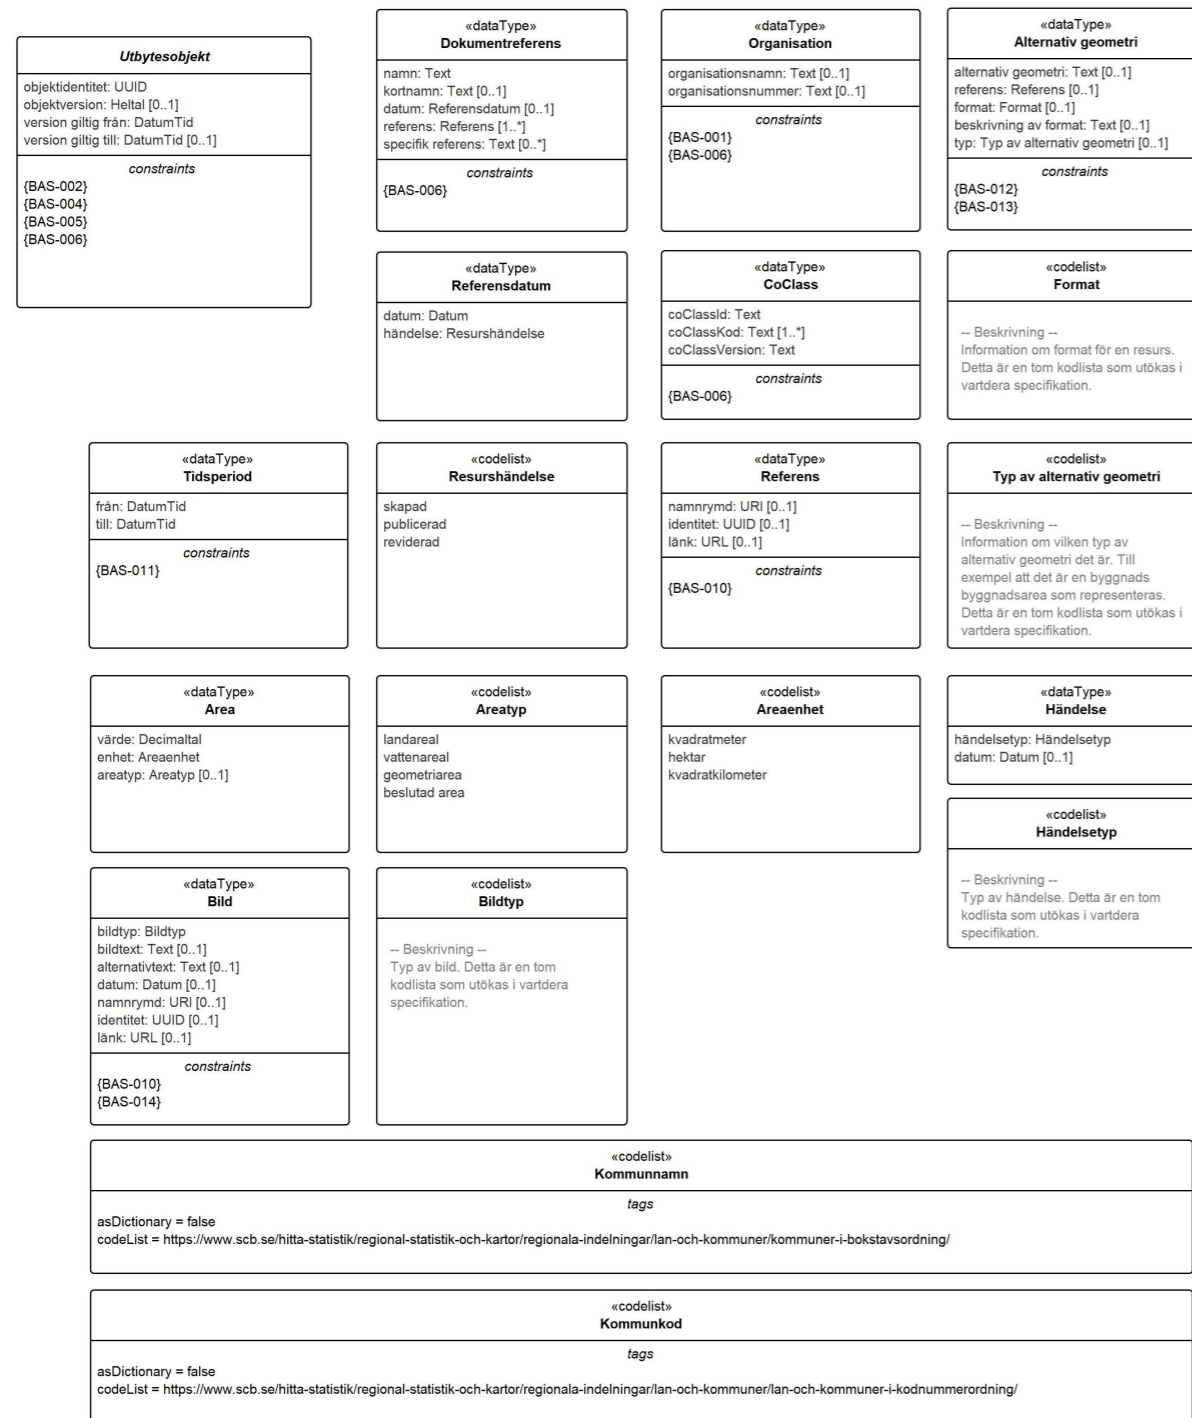 Utbytesobjekt
objektidentitet: UUID
objektversion: Heltal [0..1]
version giltig från: DatumTid
version giltig till: DatumTid [0..1]
constraints
{BAS-002}
{BAS-004}
{BAS-005}
{BAS-006}
«dataType»
Dokumentreferens
namn: Text
kortnamn: Text [0..1]
datum: Referensdatum [0..1]
referens: Referens [1..*]
specifik referens: Text [0..*]
constraints
{BAS-006}
«dataType»
Organisation
organisationsnamn: Text [0..1]
organisationsnummer: Text [0..1]
constraints
{BAS-001}
{BAS-006}
«dataType»
Alternativ geometri
alternativ geometri: Text [0..1]
referens: Referens [0..1]
format: Format [0..1]
beskrivning av format: Text [0..1]
typ: Typ av alternativ geometri [0..1]
constraints
{BAS-012}
{BAS-013}
«dataType»
Referensdatum
datum: Datum
händelse: Resurshändelse
«dataType»
CoClass
coClassId: Text
coClassKod: Text [1..*]
coClassVersion: Text
constraints
{BAS-006}
«codelist»
Format
-- Beskrivning --
Information om format för en resurs.
Detta är en tom kodlista som utökas i
vartdera specifikation.
«dataType»
Tidsperiod
från: DatumTid
till: DatumTid
constraints
{BAS-011}
«codelist»
Resurshändelse
skapad
publicerad
reviderad
«dataType»
Referens
namnrymd: URI [0..1]
identitet: UUID [0..1]
länk: URL [0..1]
constraints
{BAS-010}
«codelist»
Typ av alternativ geometri
-- Beskrivning --
Information om vilken typ av
alternativ geometri det är. Till
exempel att det är en byggnads
byggnadsarea som representeras.
Detta är en tom kodlista som utökas i
vartdera specifikation.
«dataType»
Area
värde: Decimaltal
enhet: Areaenhet
areatyp: Areatyp [0..1]
«codelist»
Areatyp
landareal
vattenareal
geometriarea
beslutad area
«codelist»
Areaenhet
kvadratmeter
hektar
kvadratkilometer
«dataType»
Händelse
händelsetyp: Händelsetyp
datum: Datum [0..1]
«codelist»
Händelsetyp
-- Beskrivning --
Typ av händelse. Detta är en tom
kodlista som utökas i vartdera
specifikation.
«dataType»
Bild
bildtyp: Bildtyp
bildtext: Text [0..1]
alternativtext: Text [0..1]
datum: Datum [0..1]
namnrymd: URI [0..1]
identitet: UUID [0..1]
länk: URL [0..1]
constraints
{BAS-010}
{BAS-014}
«codelist»
Bildtyp
-- Beskrivning --
Typ av bild. Detta är en tom
kodlista som utökas i vartdera
specifikation.
«codelist»
Kommunnamn
tags
asDictionary = false
codeList = https://www.scb.se/hitta-statistik/regional-statistik-och-kartor/regionala-indelningar/lan-och-kommuner/kommuner-i-bokstavsordning/
«codelist»
Kommunkod
tags
asDictionary = false
codeList = https://www.scb.se/hitta-statistik/regional-statistik-och-kartor/regionala-indelningar/lan-och-kommuner/lan-och-kommuner-i-kodnummerordning/